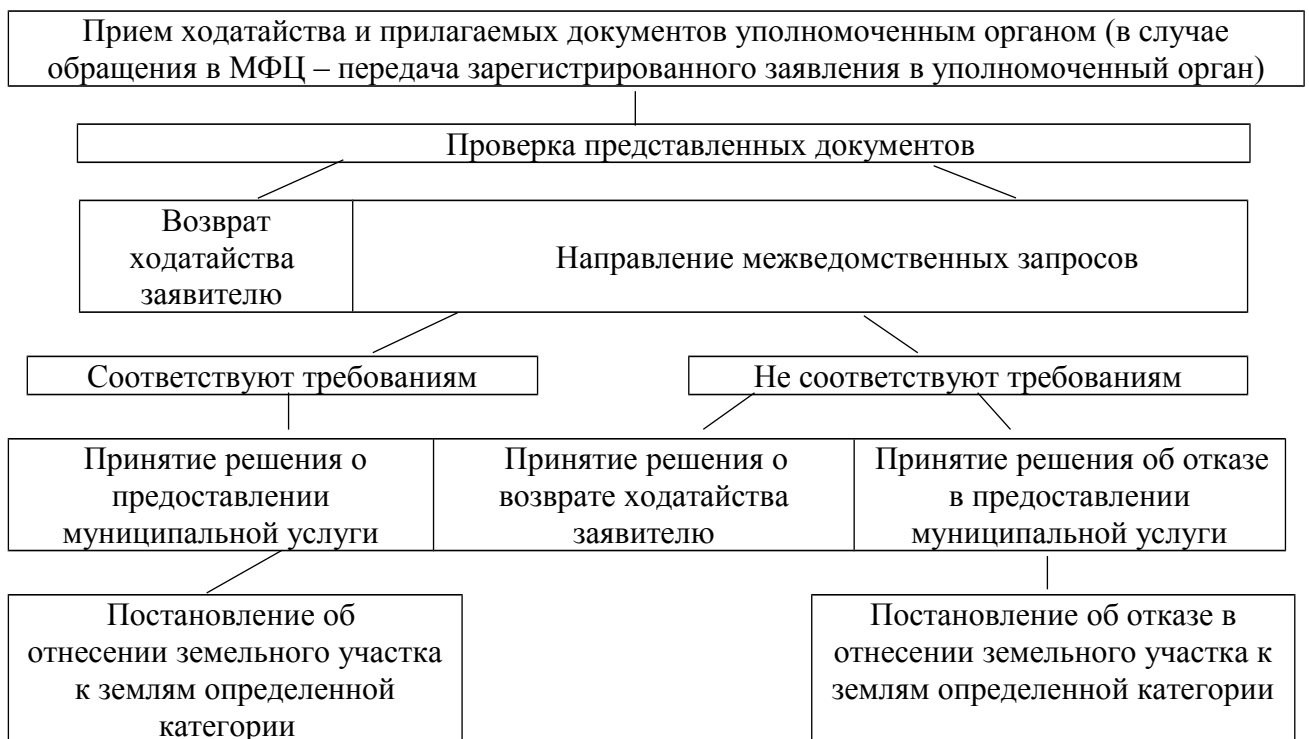 Прием ходатайства и прилагаемых документов уполномоченным органом (в случае
обращения в МФЦ – передача зарегистрированного заявления в уполномоченный орган)
Проверка представленных документов
Возврат
ходатайства
заявителю
Направление межведомственных запросов
Соответствуют требованиям
Не соответствуют требованиям
Принятие решения о
предоставлении
муниципальной услуги
Принятие решения о
возврате ходатайства
заявителю
Принятие решения об отказе
в предоставлении
муниципальной услуги
Постановление об
отнесении земельного участка
к землям определенной
категории
Постановление об отказе в
отнесении земельного участка к
землям определенной категории